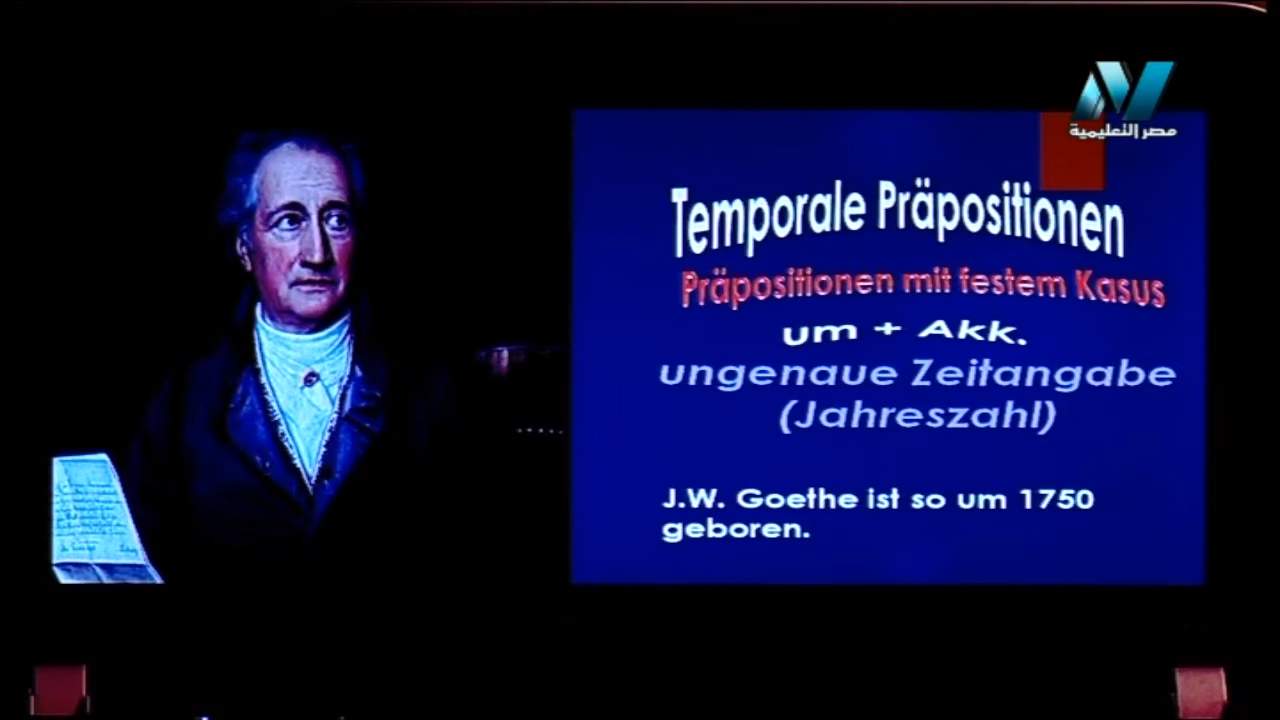 مصر التعليمية
Temporale Präpositionen
Präpositionen mit festem Kasus
um + Akk.
ungenaue Zeitangabe
(Jahreszahl)
J.W. Goethe ist so um 1750
geboren.